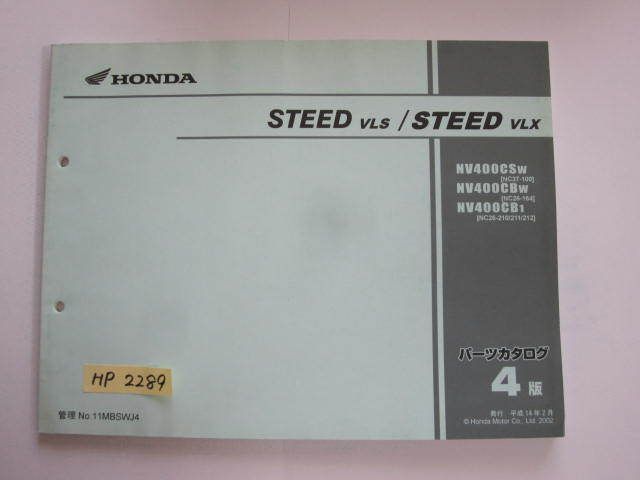 HONDA
STEED VLS / STEED VLX
NV400CSW
[NC37-100]
NV400CBW
[NC26-164]
NV400CB1
[NC26-210/211/212]
パーツカタログ
4 版
発行 平成14年2月
© Honda Motor Co., Ltd. 2002
HP 2289
管理 No.11MBSWJ4